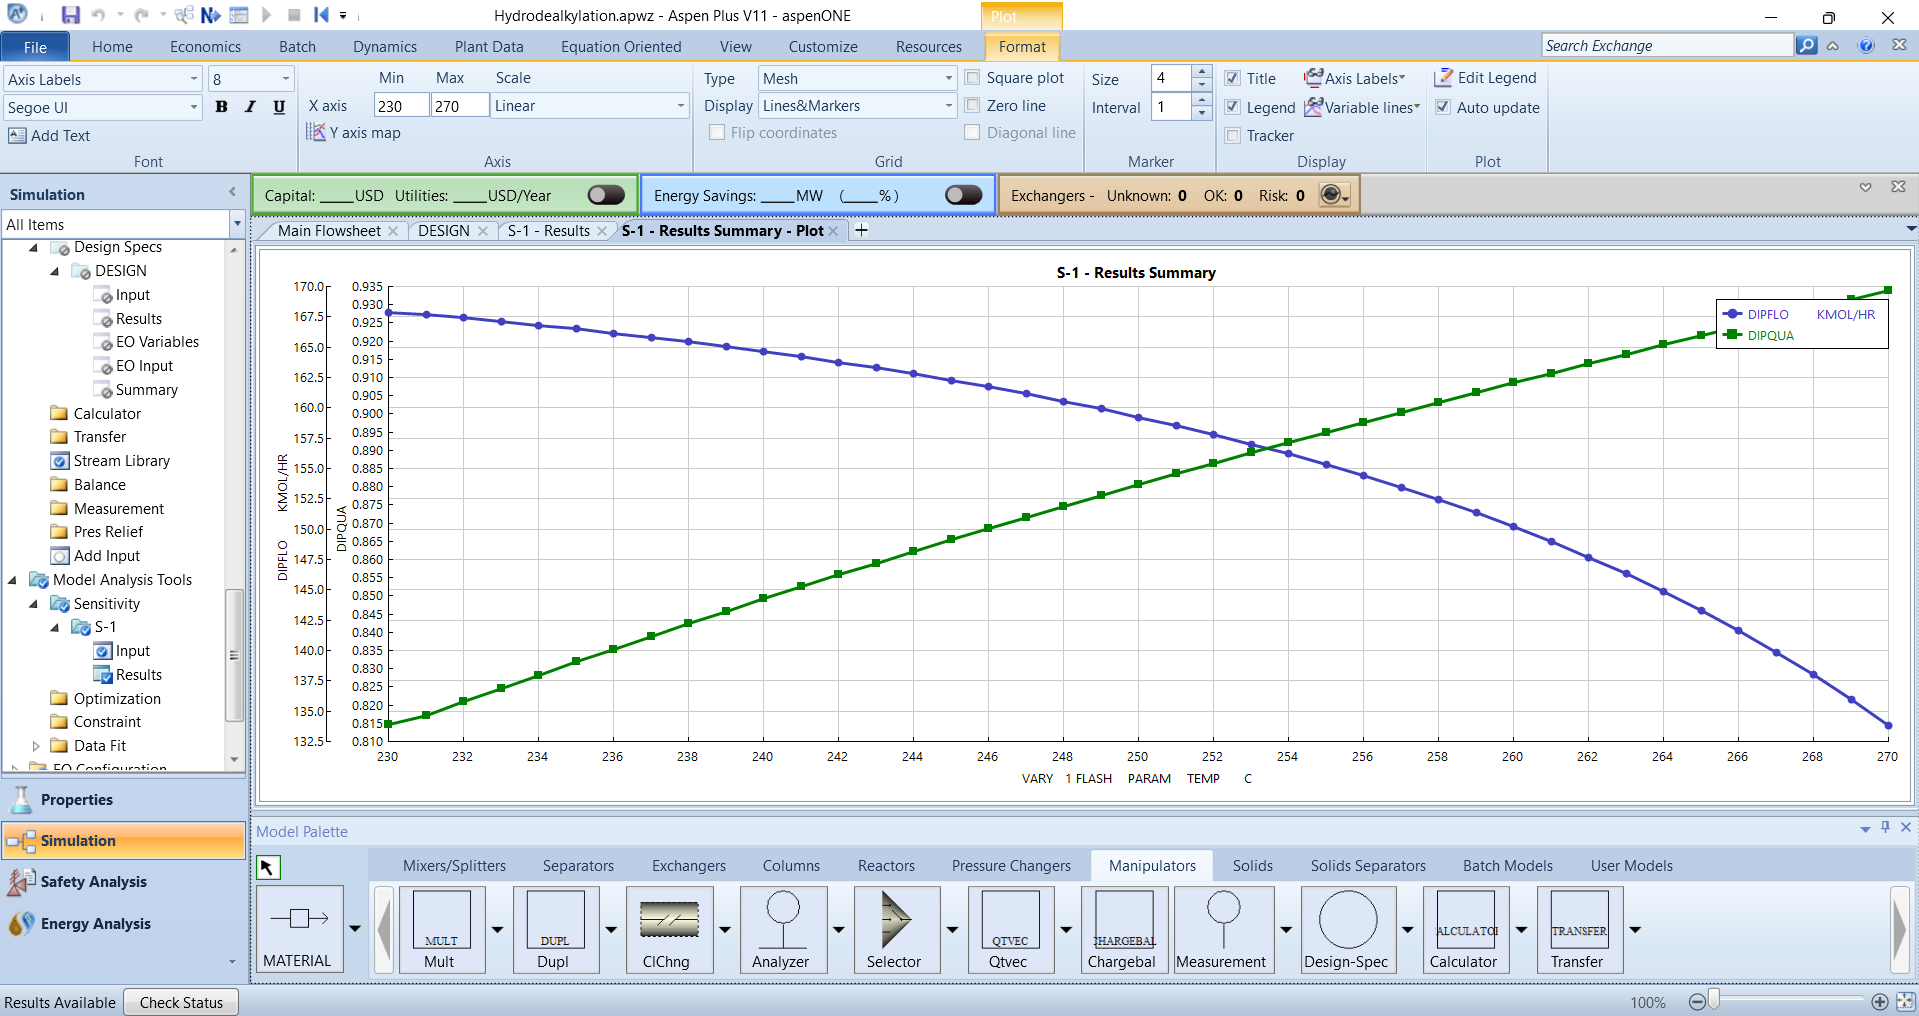 Hydrodealkylation.apwz - Aspen Plus V11 - aspenONE
Plot
File Home Economics Batch Dynamics Plant Data Equation Oriented View Customize Resources Format
Search Exchange
Axis Labels 8
Segoe UI B I U
Add Text
Font
Min Max Scale
X axis 230 270 Linear
Y axis map
Axis
Type Mesh
Display Lines&Markers
Flip coordinates
Square plot
Zero line
Diagonal line
Grid
Size 4
Interval 1
Marker
Title Axis Labels
Legend Variable lines
Tracker
Display
Edit Legend
Auto update
Plot
Simulation
All Items
Design Specs
DESIGN
Input
Results
EO Variables
EO Input
Summary
Calculator
Transfer
Stream Library
Balance
Measurement
Pres Relief
Add Input
Model Analysis Tools
Sensitivity
S-1
Input
Results
Optimization
Constraint
Data Fit
EO Configuration
Properties
Simulation
Safety Analysis
Energy Analysis
Capital: ____USD Utilities: ____USD/Year
Energy Savings: ____MW (____%)
Exchangers - Unknown: 0 OK: 0 Risk: 0
Main Flowsheet DESIGN S-1 - Results S-1 - Results Summary - Plot
S-1 - Results Summary
170.0
167.5
165.0
162.5
160.0
157.5
155.0
152.5
150.0
147.5
145.0
142.5
140.0
137.5
135.0
132.5
DIPFLO KMOL/HR
0.935
0.930
0.925
0.920
0.915
0.910
0.905
0.900
0.895
0.890
0.885
0.880
0.875
0.870
0.865
0.860
0.855
0.850
0.845
0.840
0.835
0.830
0.825
0.820
0.815
0.810
DIPQUA
DIPFLO KMOL/HR
DIPQUA
230 232 234 236 238 240 242 244 246 248 250 252 254 256 258 260 262 264 266 268 270
VARY 1 FLASH PARAM TEMP C
Model Palette
Mixers/Splitters Separators Exchangers Columns Reactors Pressure Changers Manipulators Solids Solids Separators Batch Models User Models
MULT DUPL QTVEC CHARGEBAL CALCULATOR TRANSFER
MATERIAL Mult Dupl ClChng Analyzer Selector Qtvec Chargebal Measurement Design-Spec Calculator Transfer
Results Available Check Status
100%